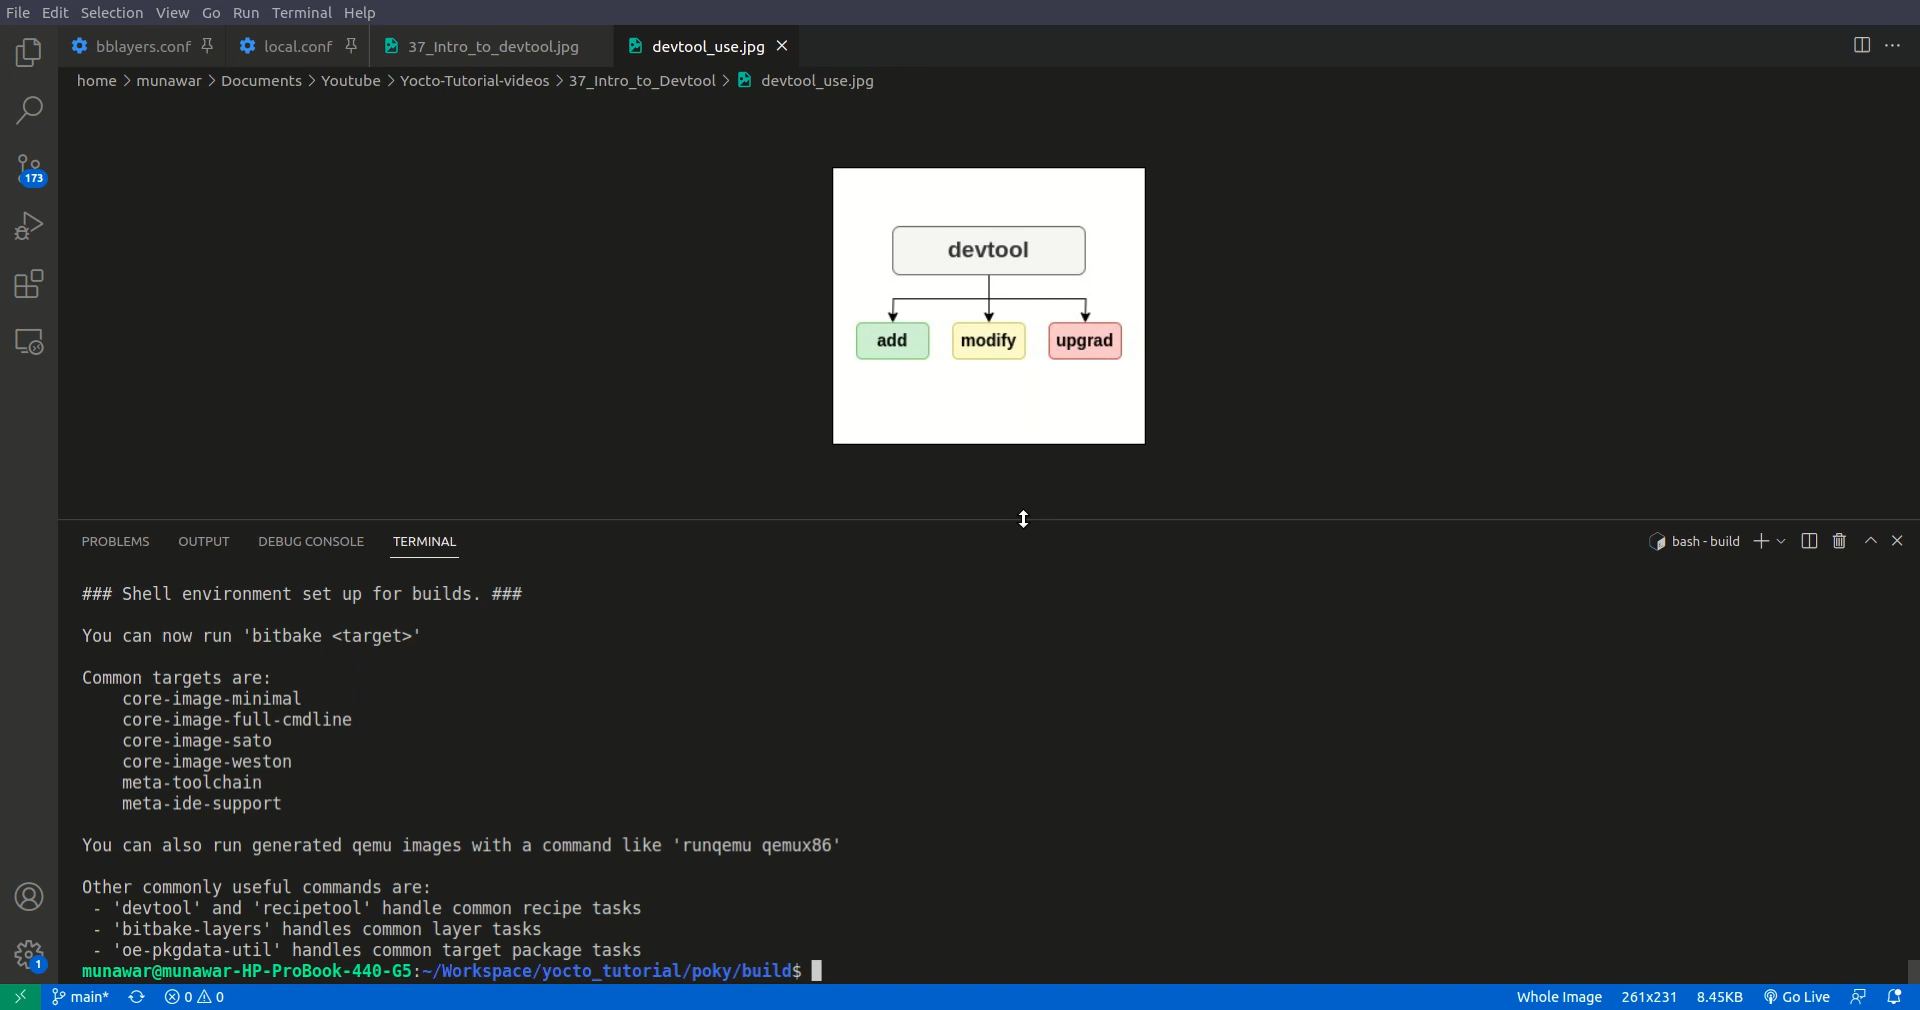 File Edit Selection View Go Run Terminal Help
bblayers.conf local.conf 37_Intro_to_devtool.jpg devtool_use.jpg
home > munawar > Documents > Youtube > Yocto-Tutorial-videos > 37_Intro_to_Devtool > devtool_use.jpg
173
devtool
add modify upgrad
PROBLEMS OUTPUT DEBUG CONSOLE TERMINAL bash - build
### Shell environment set up for builds. ###
You can now run 'bitbake <target>'
Common targets are:
core-image-minimal
core-image-full-cmdline
core-image-sato
core-image-weston
meta-toolchain
meta-ide-support
You can also run generated qemu images with a command like 'runqemu qemux86'
Other commonly useful commands are:
- 'devtool' and 'recipetool' handle common recipe tasks
- 'bitbake-layers' handles common layer tasks
- 'oe-pkgdata-util' handles common target package tasks
munawar@munawar-HP-ProBook-440-G5:~/Workspace/yocto_tutorial/poky/build$
1
main* 0 0 Whole Image 261x231 8.45KB Go Live